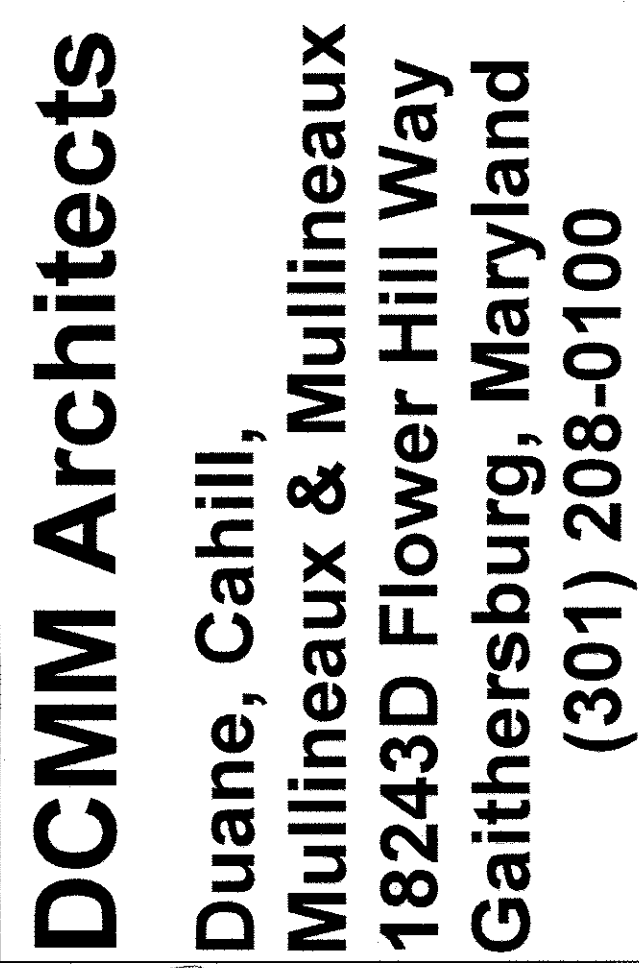 DCMM Architects
Duane, Cahill,
Mullineaux & Mullineaux
18243D Flower Hill Way
Gaithersburg, Maryland
(301) 208-0100